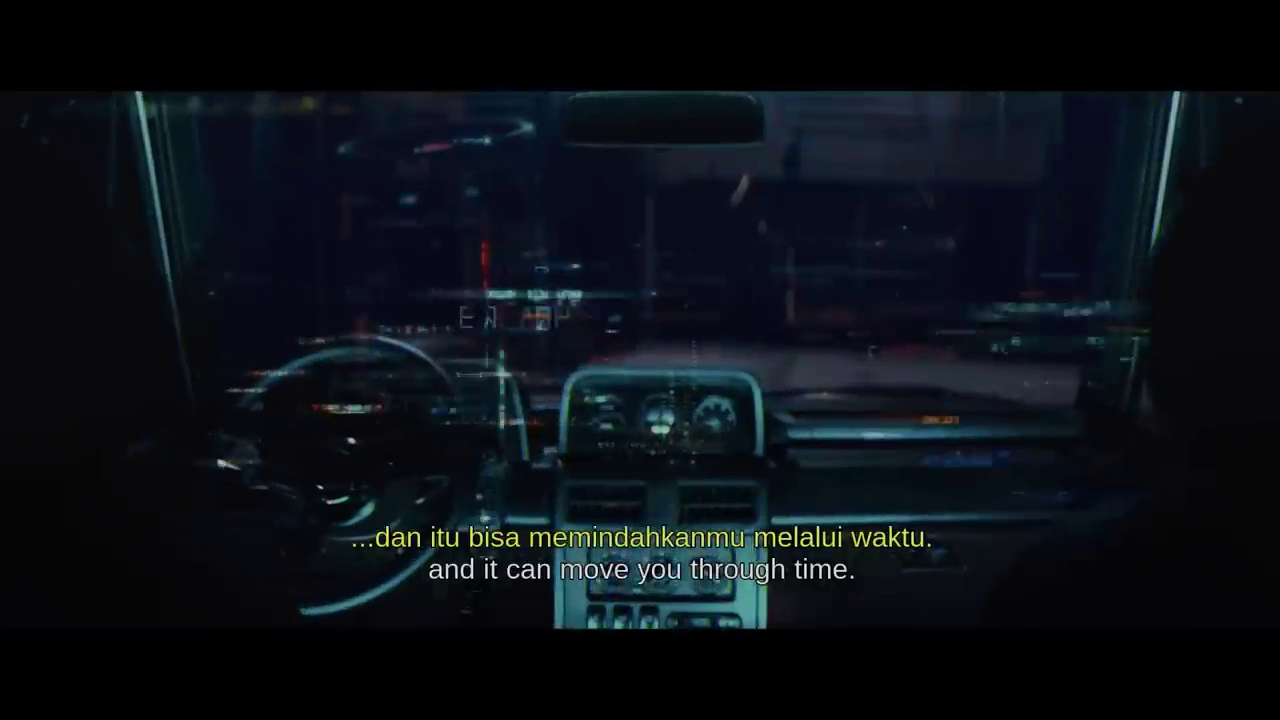 ...dan itu bisa memindahkanmu melalui waktu.
and it can move you through time.